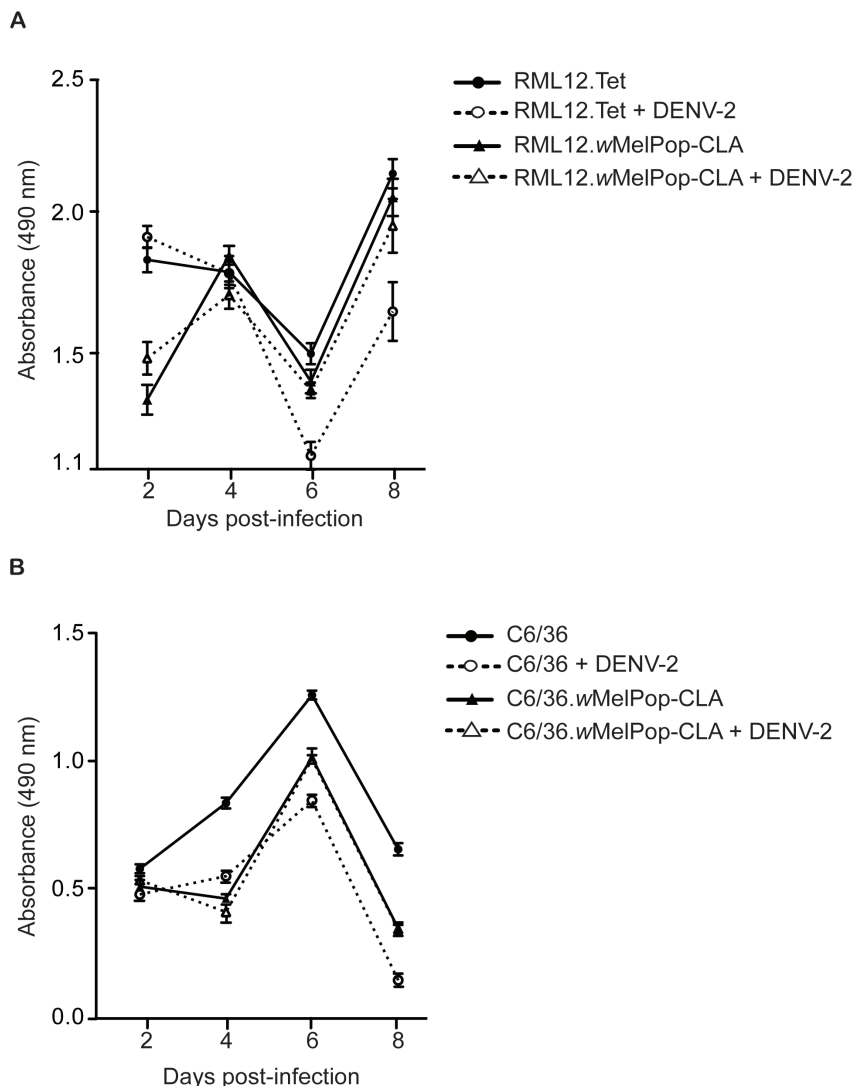 A
2.5
2.0
1.5
1.1
Absorbance (490 nm)
2 4 6 8
Days post-infection
RML12.Tet
RML12.Tet + DENV-2
RML12.wMelPop-CLA
RML12.wMelPop-CLA + DENV-2
B
1.5
1.0
0.5
0.0
Absorbance (490 nm)
2 4 6 8
Days post-infection
C6/36
C6/36 + DENV-2
C6/36.wMelPop-CLA
C6/36.wMelPop-CLA + DENV-2